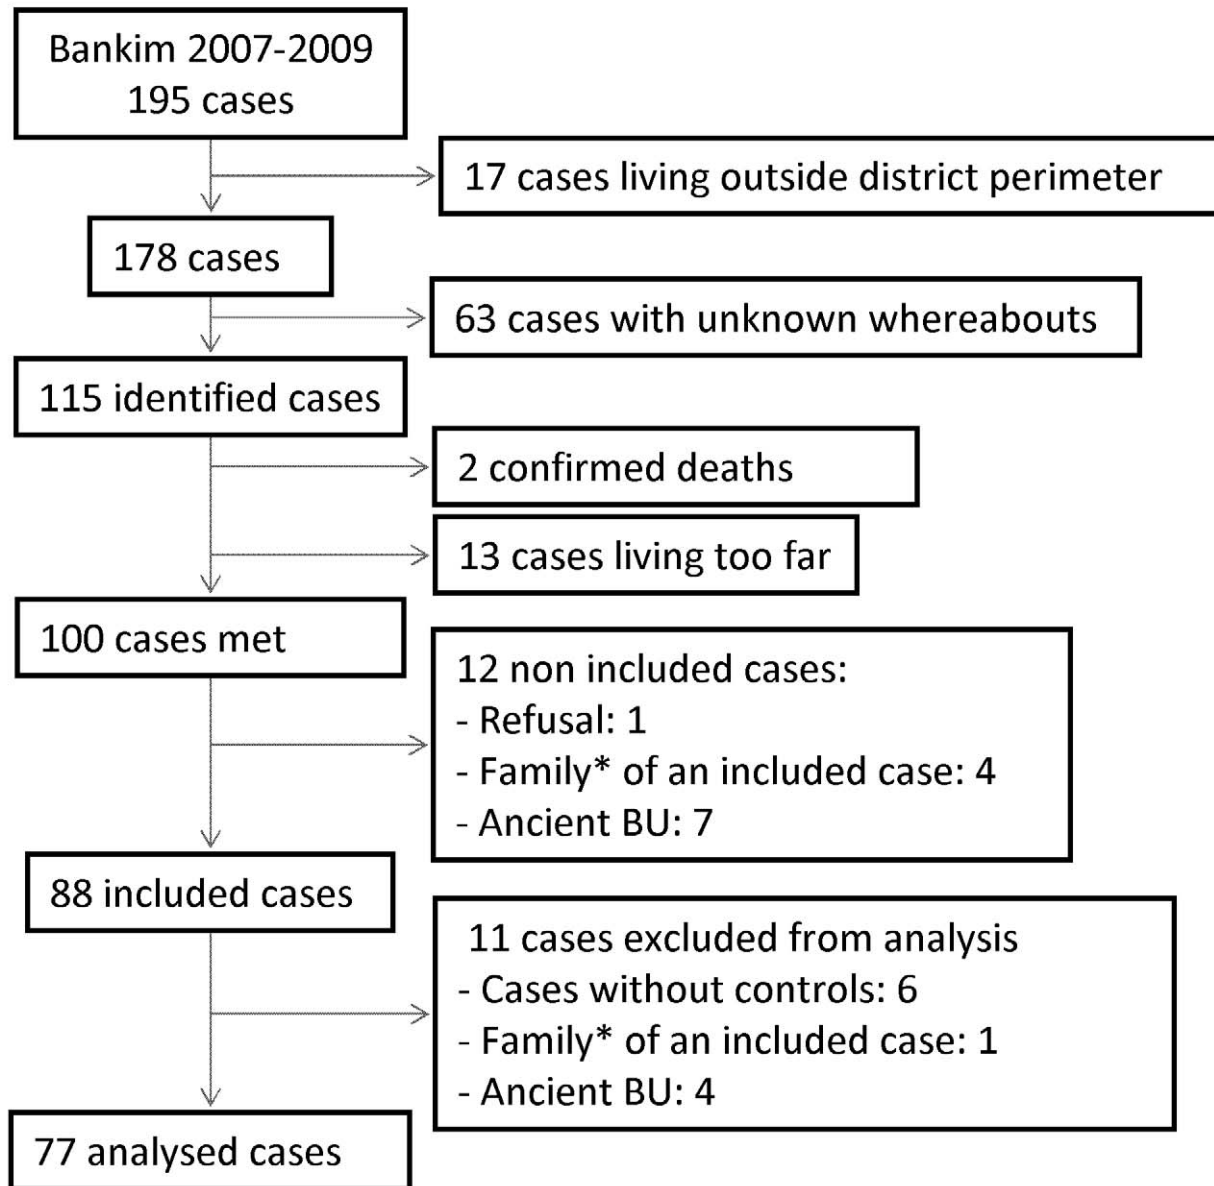 Bankim 2007-2009
195 cases
17 cases living outside district perimeter
178 cases
63 cases with unknown whereabouts
115 identified cases
2 confirmed deaths
13 cases living too far
100 cases met
12 non included cases:
- Refusal: 1
- Family* of an included case: 4
- Ancient BU: 7
88 included cases
11 cases excluded from analysis
- Cases without controls: 6
- Family* of an included case: 1
- Ancient BU: 4
77 analysed cases